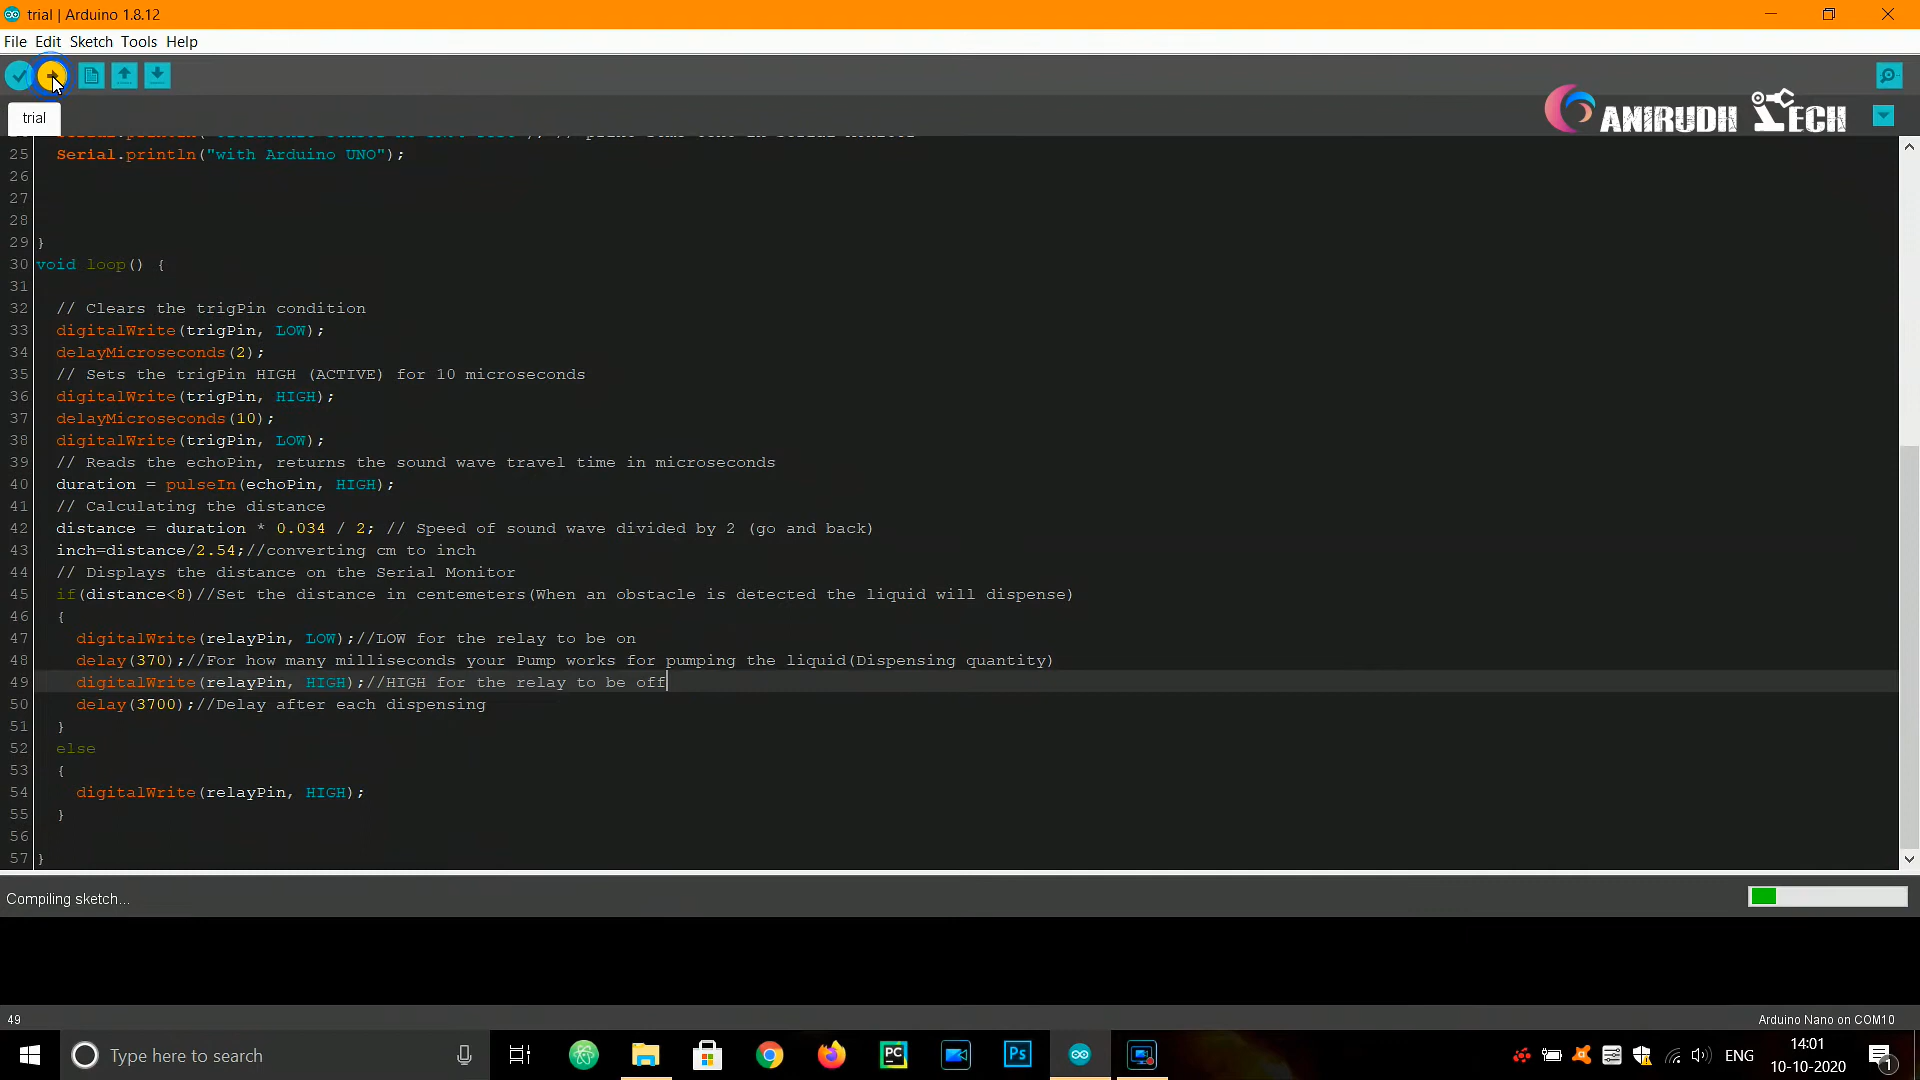 trial | Arduino 1.8.12
File Edit Sketch Tools Help
ANIRUDH TECH
trial
25 Serial.println("with Arduino UNO");
26
27
28
29 }
30 void loop() {
31
32 // Clears the trigPin condition
33 digitalWrite(trigPin, LOW);
34 delayMicroseconds(2);
35 // Sets the trigPin HIGH (ACTIVE) for 10 microseconds
36 digitalWrite(trigPin, HIGH);
37 delayMicroseconds(10);
38 digitalWrite(trigPin, LOW);
39 // Reads the echoPin, returns the sound wave travel time in microseconds
40 duration = pulseIn(echoPin, HIGH);
41 // Calculating the distance
42 distance = duration * 0.034 / 2; // Speed of sound wave divided by 2 (go and back)
43 inch=distance/2.54;//converting cm to inch
44 // Displays the distance on the Serial Monitor
45 if(distance<8)//Set the distance in centemeters(When an obstacle is detected the liquid will dispense)
46 {
47 digitalWrite(relayPin, LOW);//LOW for the relay to be on
48 delay(370);//For how many milliseconds your Pump works for pumping the liquid(Dispensing quantity)
49 digitalWrite(relayPin, HIGH);//HIGH for the relay to be off
50 delay(3700);//Delay after each dispensing
51 }
52 else
53 {
54 digitalWrite(relayPin, HIGH);
55 }
56
57 }
Compiling sketch...
49
Arduino Nano on COM10
Type here to search
PC
Ps
ENG
14:01
10-10-2020
1